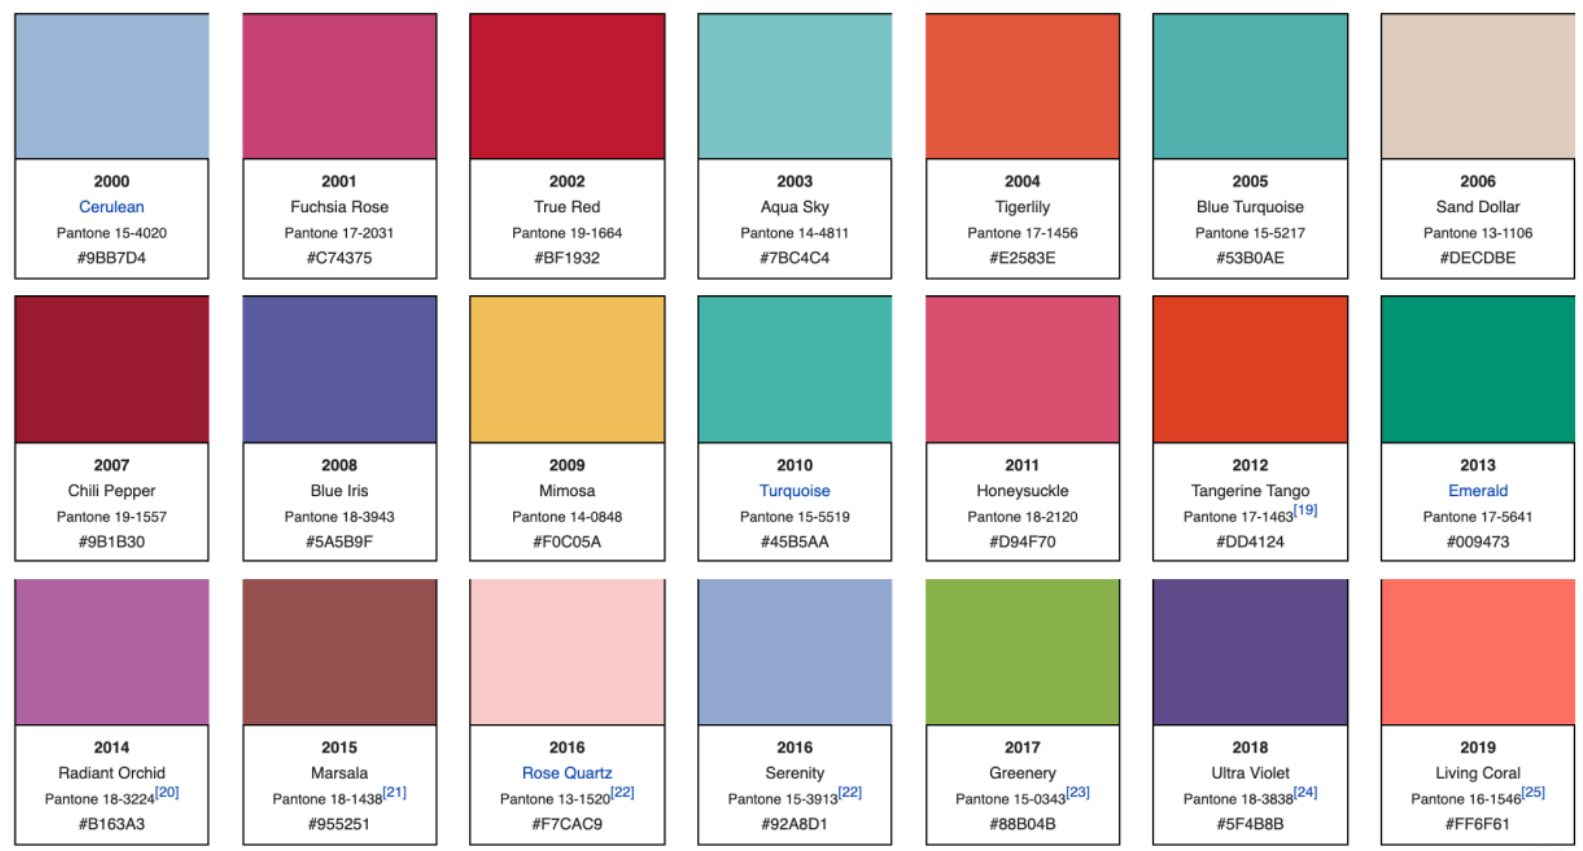 2000
Cerulean
Pantone 15-4020
#9BB7D4
2001
Fuchsia Rose
Pantone 17-2031
#C74375
2002
True Red
Pantone 19-1664
#BF1932
2003
Aqua Sky
Pantone 14-4811
#7BC4C4
2004
Tigerlily
Pantone 17-1456
#E2583E
2005
Blue Turquoise
Pantone 15-5217
#53B0AE
2006
Sand Dollar
Pantone 13-1106
#DECDBE
2007
Chili Pepper
Pantone 19-1557
#9B1B30
2008
Blue Iris
Pantone 18-3943
#5A5B9F
2009
Mimosa
Pantone 14-0848
#F0C05A
2010
Turquoise
Pantone 15-5519
#45B5AA
2011
Honeysuckle
Pantone 18-2120
#D94F70
2012
Tangerine Tango
Pantone 17-1463[19]
#DD4124
2013
Emerald
Pantone 17-5641
#009473
2014
Radiant Orchid
Pantone 18-3224[20]
#B163A3
2015
Marsala
Pantone 18-1438[21]
#955251
2016
Rose Quartz
Pantone 13-1520[22]
#F7CAC9
2016
Serenity
Pantone 15-3913[22]
#92A8D1
2017
Greenery
Pantone 15-0343[23]
#88B04B
2018
Ultra Violet
Pantone 18-3838[24]
#5F4B8B
2019
Living Coral
Pantone 16-1546[25]
#FF6F61